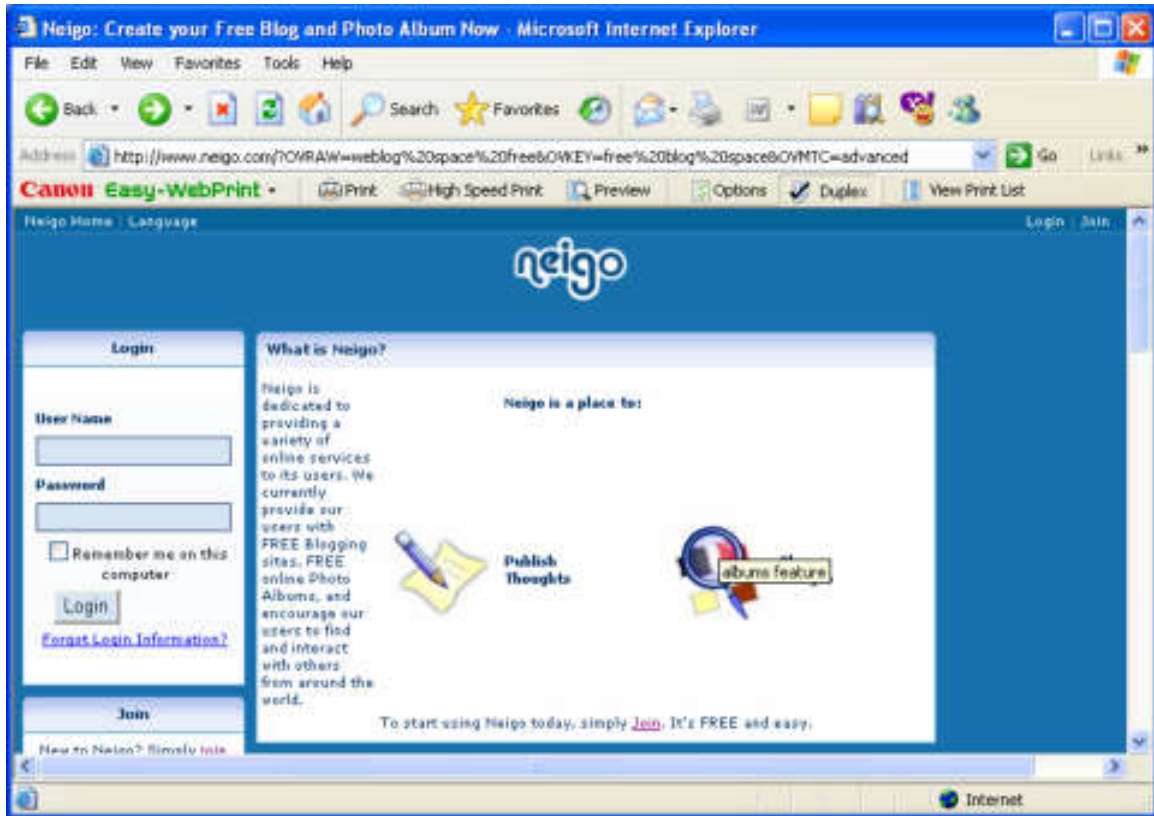 Neigo: Create your Free Blog and Photo Album Now - Microsoft Internet Explorer
File Edit View Favorites Tools Help
Back Search Favorites
Address http://www.neigo.com/?OVRAW=weblog%20space%20free&OVKEY=free%20blog%20space&OVMTC=advanced Go Links »
Canon Easy-WebPrint Print High Speed Print Preview Options Duplex View Print List
Neigo Home | Language Login | Join
neigo
Login
User Name
Password
Remember me on this
computer
Login
Forgot Login Information?
Join
New to Neigo? Simply join
What is Neigo?
Neigo is
dedicated to
providing a
variety of
online services
to its users. We
currently
provide our
users with
FREE Blogging
sites, FREE
online Photo
Albums, and
encourage our
users to find
and interact
with others
from around the
world.
Neigo is a place to:
Publish
Thoughts
albums feature
To start using Neigo today, simply Join. It's FREE and easy.
Internet